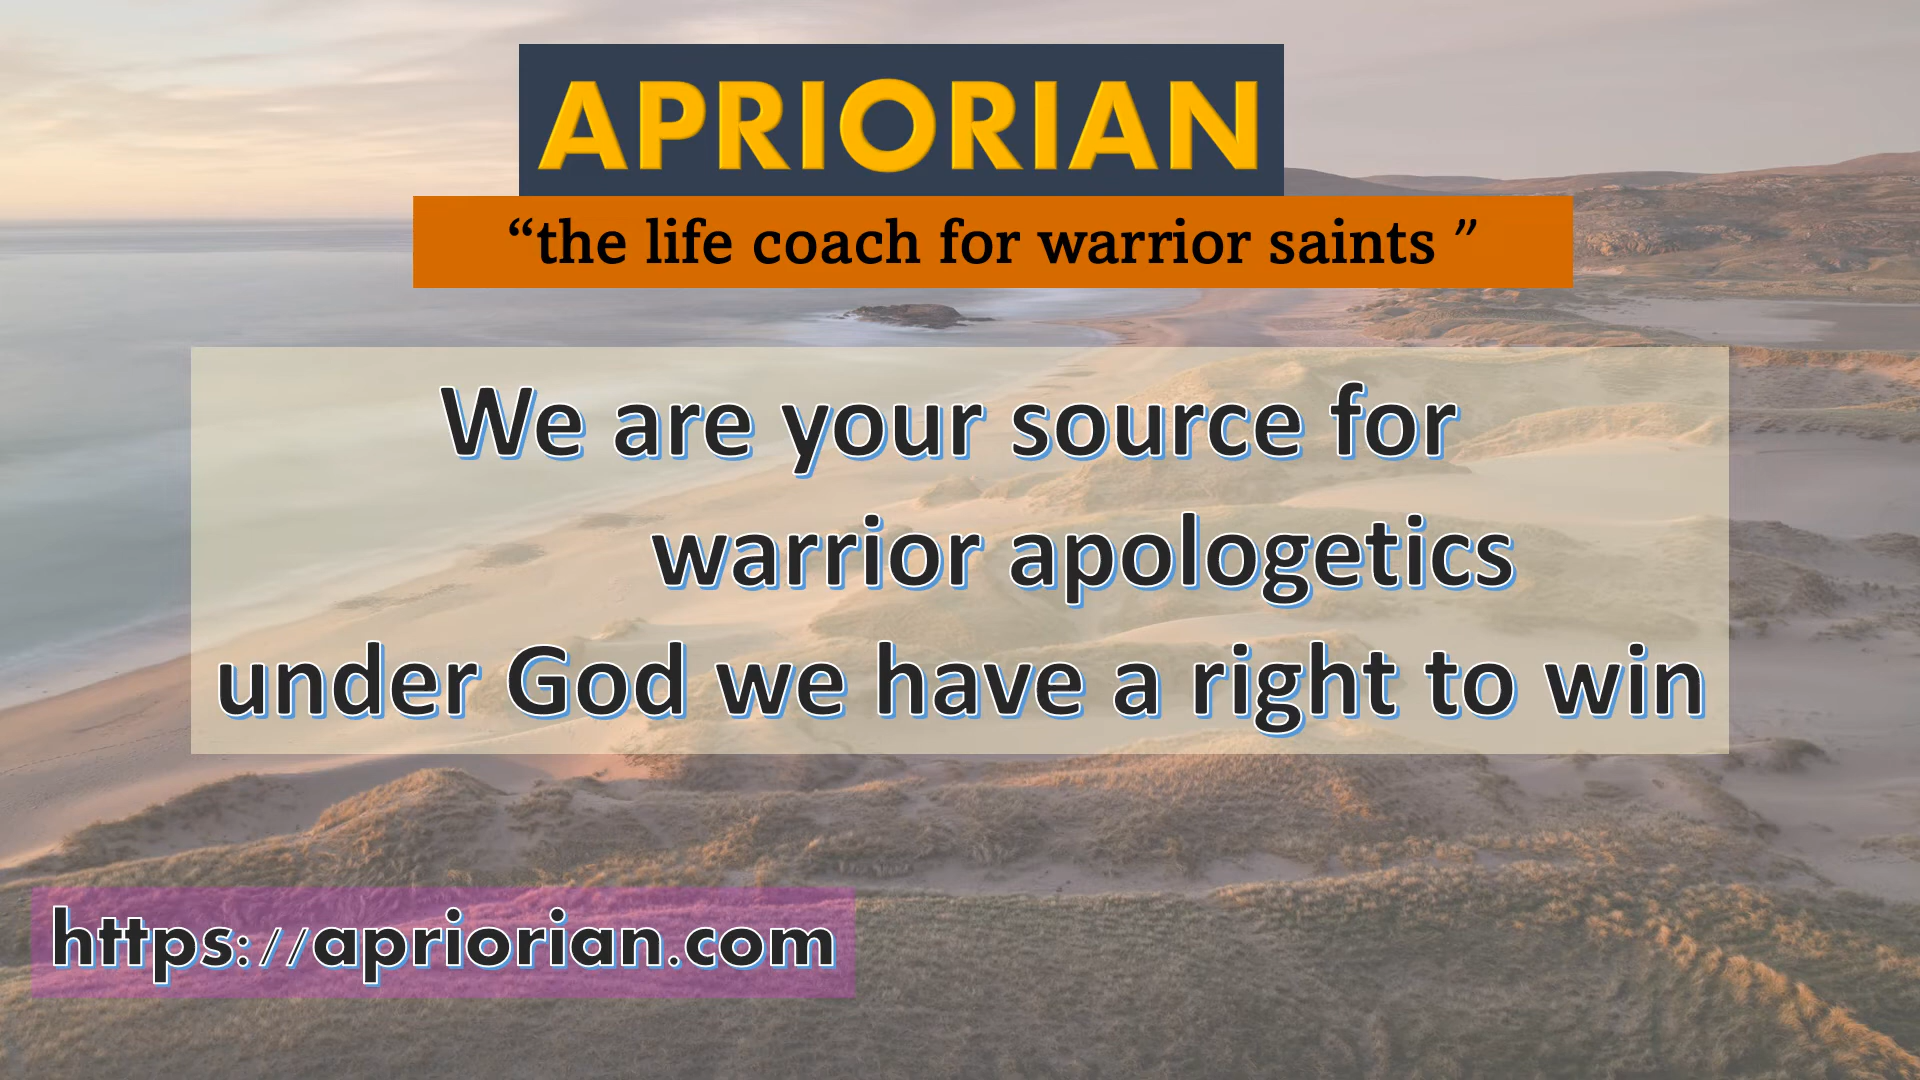 APRIORIAN
“the life coach for warrior saints ”
We are your source for
warrior apologetics
under God we have a right to win
https://apriorian.com